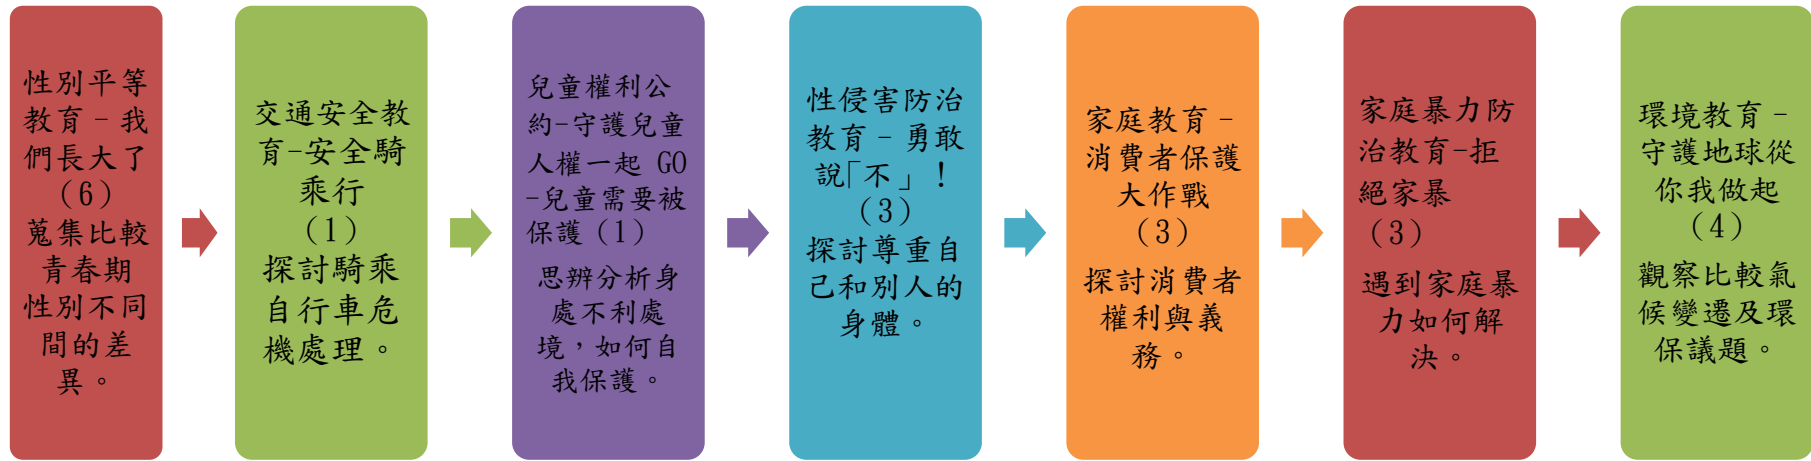 性別平等
教育－我
們長大了
（6）
蒐集比較
青春期
性別不同
間的差
異。
交通安全教
育-安全騎
乘行
（1）
探討騎乘
自行車危
機處理。
兒童權利公
約-守護兒童
人權一起 GO
-兒童需要被
保護（1）
思辨分析身
處不利處
境，如何自
我保護。
性侵害防治
教育－勇敢
說「不」！
（3）
探討尊重自
己和別人的
身體。
家庭教育－
消費者保護
大作戰
（3）
探討消費者
權利與義
務。
家庭暴力防
治教育-拒
絕家暴
（3）
遇到家庭暴
力如何解
決。
環境教育－
守護地球從
你我做起
（4）
觀察比較氣
候變遷及環
保議題。